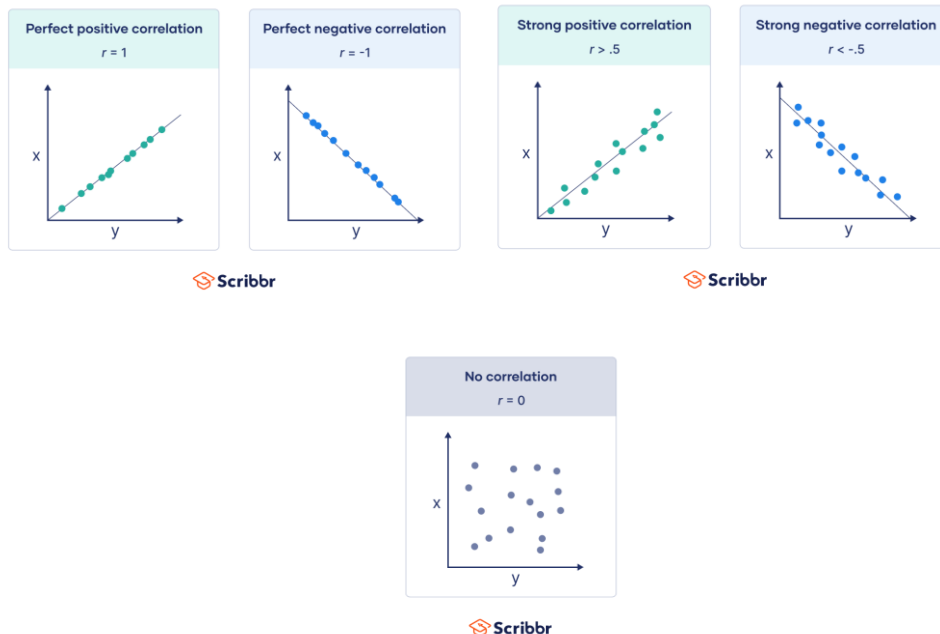 Perfect positive correlation
r = 1
x
y
Perfect negative correlation
r = -1
x
y
Scribbr
Strong positive correlation
r > .5
x
y
Strong negative correlation
r < -.5
x
y
Scribbr
No correlation
r = 0
x
y
Scribbr